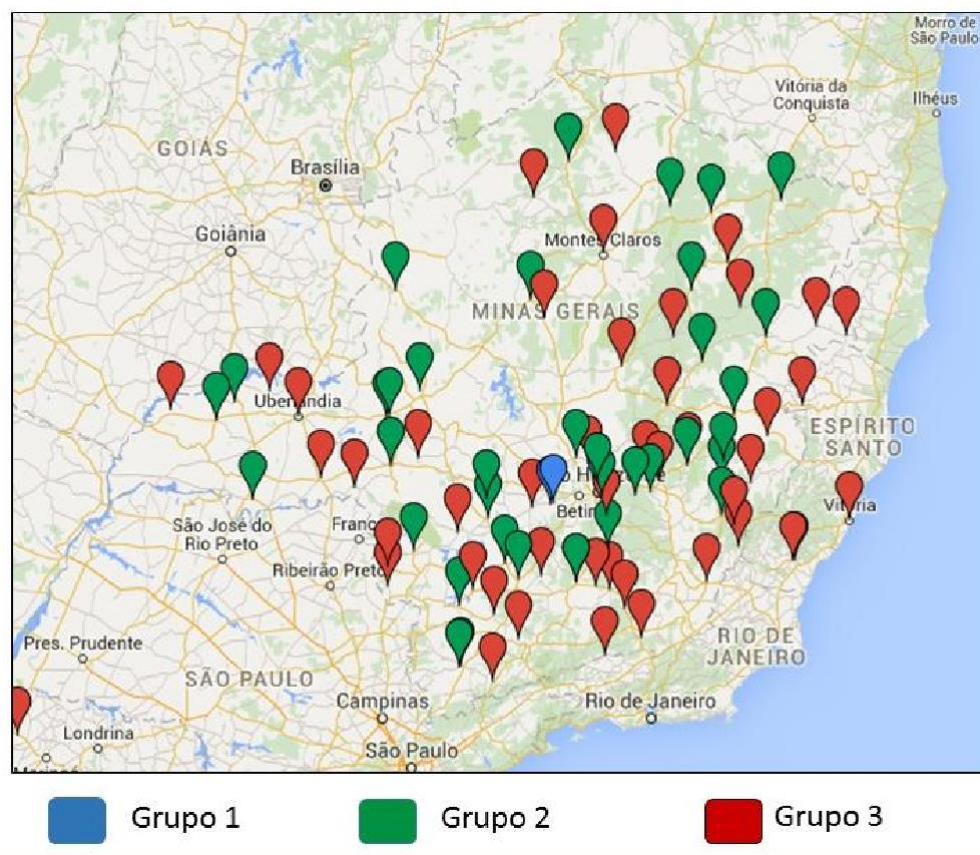 Morro de
São Paulo
Vitória da
Conquista
Ilhéus
GOIÁS
Brasília
Goiânia
Montes Claros
MINAS GERAIS
Uberlândia
ESPÍRITO
SANTO
Betim
Vitória
São José do
Rio Preto
Franc
Ribeirão Preto
Pres. Prudente
RIO DE
JANEIRO
SÃO PAULO
Campinas
Rio de Janeiro
Londrina
São Paulo
Grupo 1
Grupo 2
Grupo 3